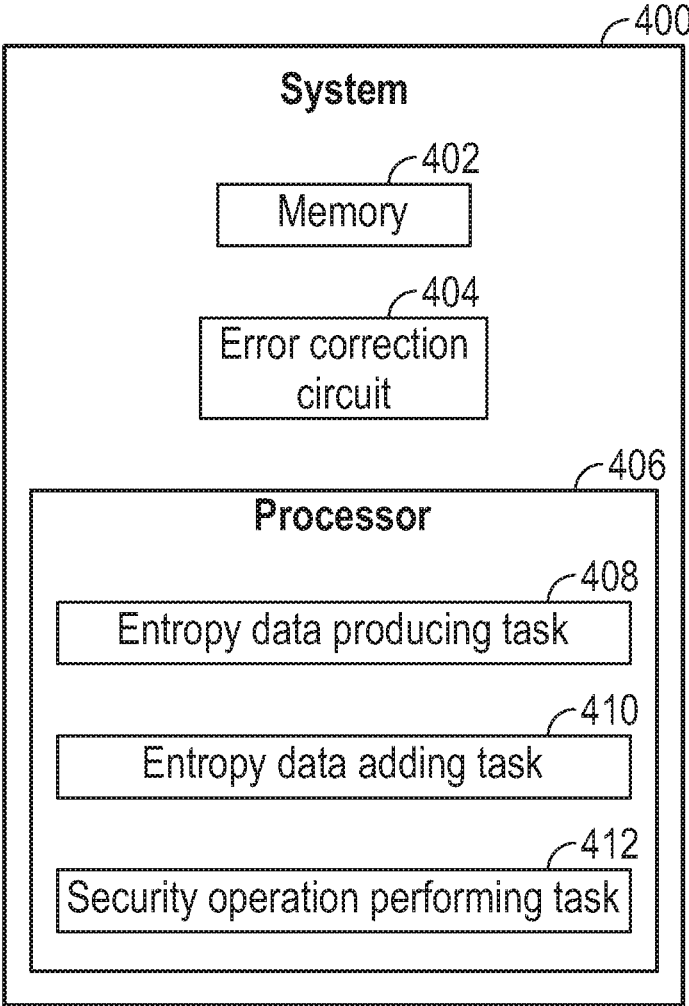 400
System
402
Memory
404
Error correction
circuit
406
Processor
408
Entropy data producing task
410
Entropy data adding task
412
Security operation performing task